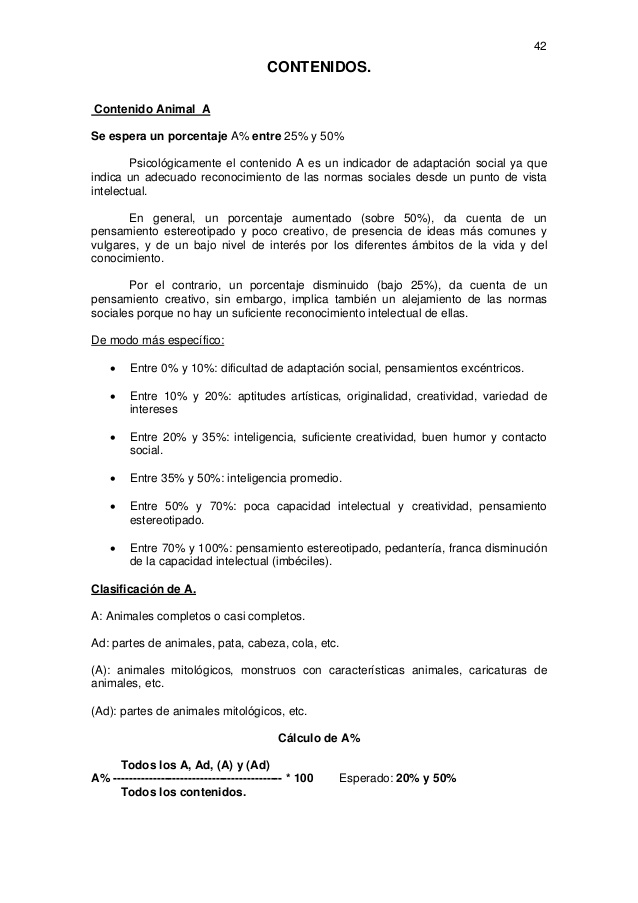 42
CONTENIDOS.
Contenido Animal A
Se espera un porcentaje A% entre 25% y 50%
Psicológicamente el contenido A es un indicador de adaptación social ya que
indica un adecuado reconocimiento de las normas sociales desde un punto de vista
intelectual.
En general, un porcentaje aumentado (sobre 50%), da cuenta de un
pensamiento estereotipado y poco creativo, de presencia de ideas más comunes y
vulgares, y de un bajo nivel de interés por los diferentes ámbitos de la vida y del
conocimiento.
Por el contrario, un porcentaje disminuido (bajo 25%), da cuenta de un
pensamiento creativo, sin embargo, implica también un alejamiento de las normas
sociales porque no hay un suficiente reconocimiento intelectual de ellas.
De modo más específico:
• Entre 0% y 10%: dificultad de adaptación social, pensamientos excéntricos.
• Entre 10% y 20%: aptitudes artísticas, originalidad, creatividad, variedad de
intereses
• Entre 20% y 35%: inteligencia, suficiente creatividad, buen humor y contacto
social.
• Entre 35% y 50%: inteligencia promedio.
• Entre 50% y 70%: poca capacidad intelectual y creatividad, pensamiento
estereotipado.
• Entre 70% y 100%: pensamiento estereotipado, pedantería, franca disminución
de la capacidad intelectual (imbéciles).
Clasificación de A.
A: Animales completos o casi completos.
Ad: partes de animales, pata, cabeza, cola, etc.
(A): animales mitológicos, monstruos con características animales, caricaturas de
animales, etc.
(Ad): partes de animales mitológicos, etc.
Cálculo de A%
Todos los A, Ad, (A) y (Ad)
A% ------------------------------------------- * 100 Esperado: 20% y 50%
Todos los contenidos.